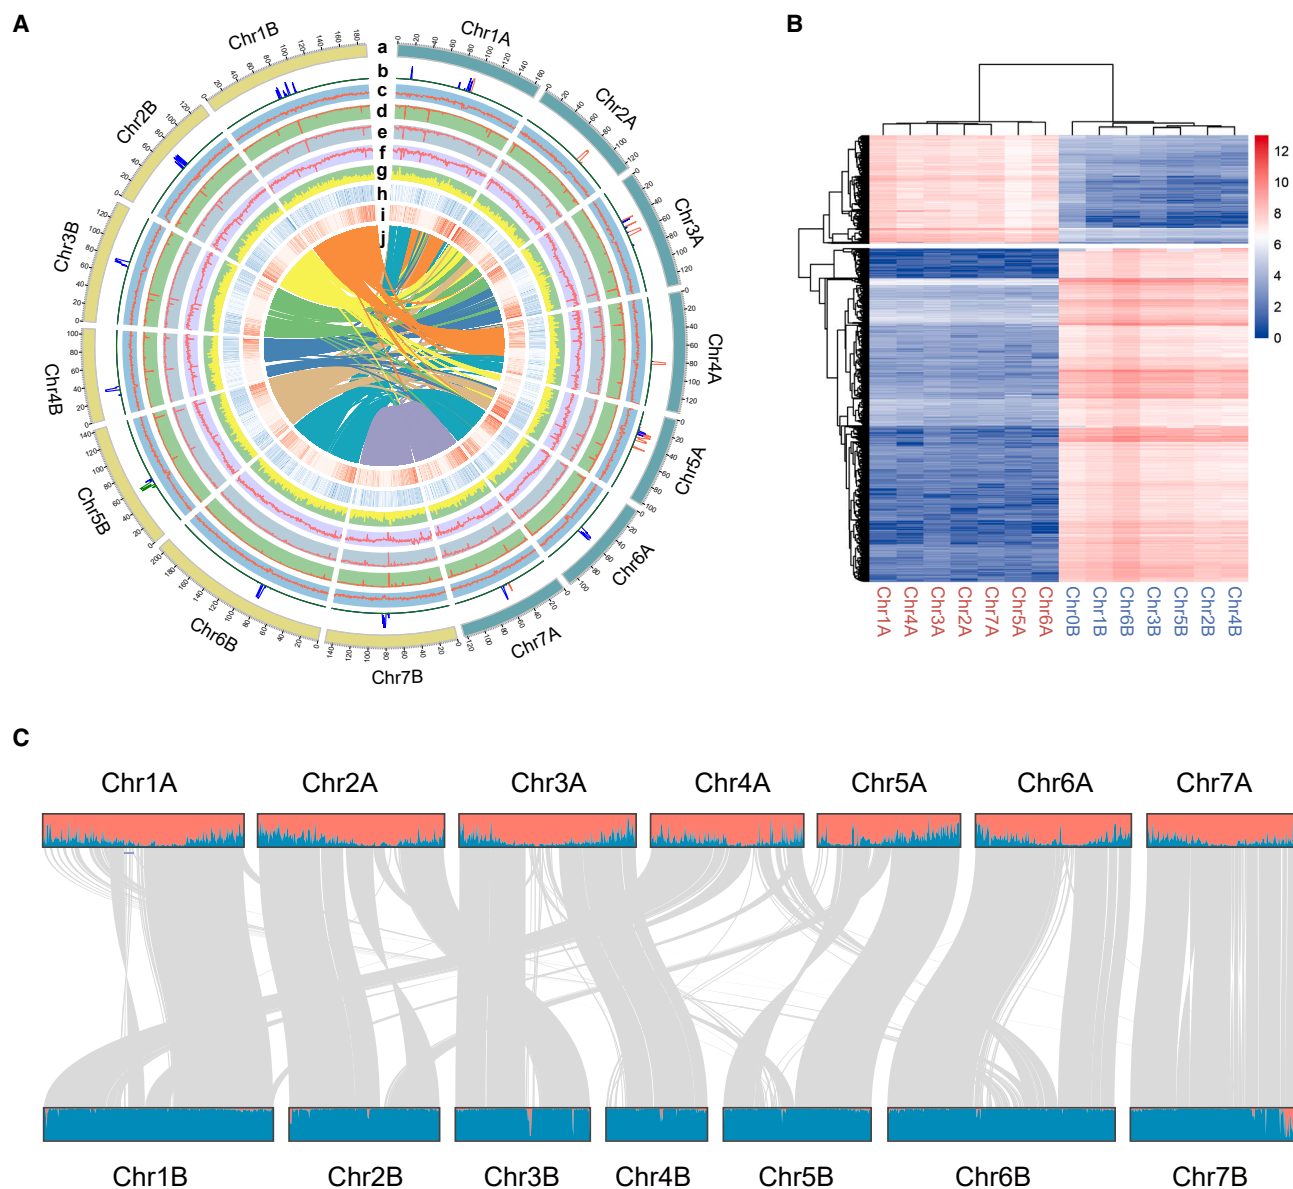 A
B
Chr1A
Chr2A
Chr3A
Chr4A
Chr5A
Chr6A
Chr7A
Chr7B
Chr6B
Chr5B
Chr4B
Chr3B
Chr2B
Chr1B
a
b
c
d
e
f
g
h
i
j
12
10
8
6
4
2
0
Chr1A
Chr4A
Chr3A
Chr2A
Chr7A
Chr5A
Chr6A
Chr0B
Chr1B
Chr6B
Chr3B
Chr5B
Chr2B
Chr4B
C
Chr1A Chr2A Chr3A Chr4A Chr5A Chr6A Chr7A
Chr1B Chr2B Chr3B Chr4B Chr5B Chr6B Chr7B